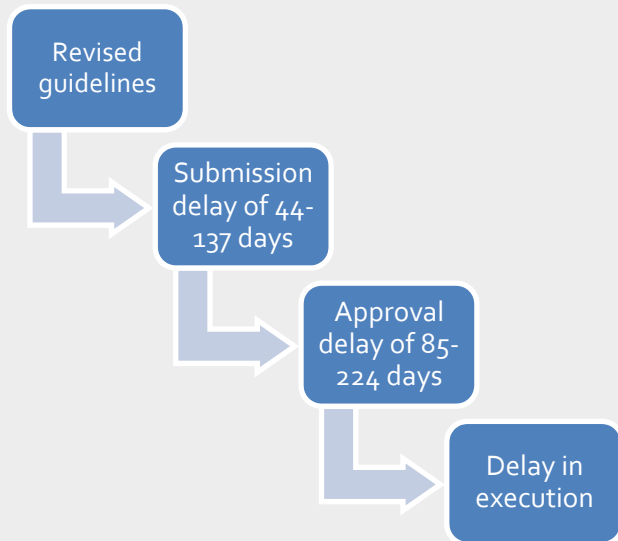 Revised
guidelines
Submission
delay of 44-
137 days
Approval
delay of 85-
224 days
Delay in
execution